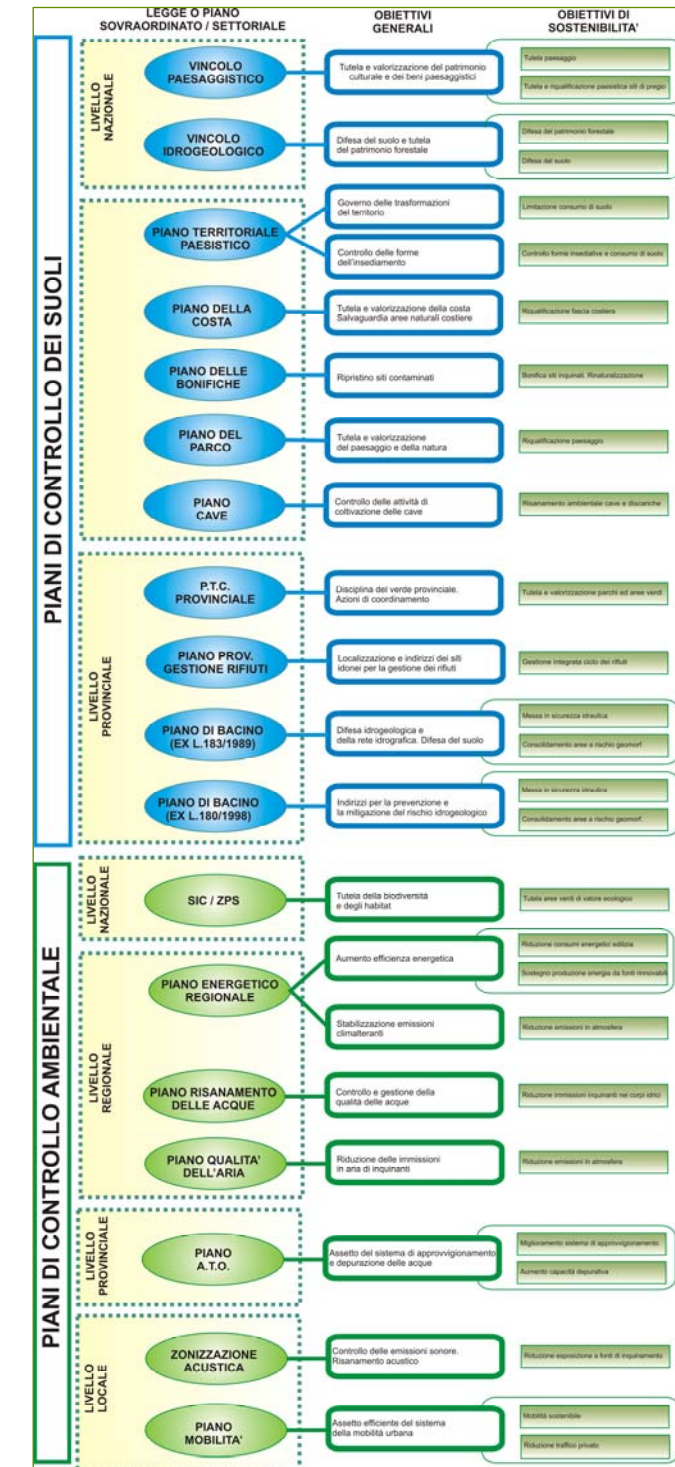 LEGGE O PIANO
SOVRAORDINATO / SETTORIALE
OBIETTIVI
GENERALI
OBIETTIVI DI
SOSTENIBILITA'
PIANI DI CONTROLLO DEI SUOLI
LIVELLO
NAZIONALE
VINCOLO
PAESAGGISTICO
Tutela e valorizzazione del patrimonio
culturale e dei beni paesaggistici
Tutela paesaggio
Tutela e riqualificazione paesistica siti di pregio
VINCOLO
IDROGEOLOGICO
Difesa del suolo e tutela
del patrimonio forestale
Difesa del patrimonio forestale
Difesa del suolo
PIANO TERRITORIALE
PAESISTICO
Governo delle trasformazioni
del territorio
Limitazione consumo di suolo
Controllo delle forme
dell'insediamento
Controllo forme insediative e consumo di suolo
PIANO DELLA
COSTA
Tutela e valorizzazione della costa
Salvaguardia aree naturali costiere
Riqualificazione fascia costiera
PIANO DELLE
BONIFICHE
Ripristino siti contaminati
Bonifica siti inquinati. Rinaturalizzazione
PIANO DEL
PARCO
Tutela e valorizzazione
del paesaggio e della natura
Riqualificazione paesaggio
PIANO
CAVE
Controllo delle attività di
coltivazione delle cave
Risanamento ambientale cave e discariche
LIVELLO
PROVINCIALE
P.T.C.
PROVINCIALE
Disciplina del verde provinciale.
Azioni di coordinamento
Tutela e valorizzazione parchi ed aree verdi
PIANO PROV.
GESTIONE RIFIUTI
Localizzazione e indirizzi dei siti
idonei per la gestione dei rifiuti
Gestione integrata ciclo dei rifiuti
PIANO DI BACINO
(EX L.183/1989)
Difesa idrogeologica e
della rete idrografica. Difesa del suolo
Messa in sicurezza idraulica
Consolidamento aree a rischio geomorf.
PIANO DI BACINO
(EX L.180/1998)
Indirizzi per la prevenzione e
la mitigazione del rischio idrogeologico
Messa in sicurezza idraulica
Consolidamento aree a rischio geomorf.
PIANI DI CONTROLLO AMBIENTALE
LIVELLO
NAZIONALE
SIC / ZPS
Tutela della biodiversità
e degli habitat
Tutela aree verdi di valore ecologico
LIVELLO
REGIONALE
PIANO ENERGETICO
REGIONALE
Aumento efficienza energetica
Riduzione consumi energetici edilizia
Sostegno produzione energia da fonti rinnovabili
Stabilizzazione emissioni
climalteranti
Riduzione emissioni in atmosfera
PIANO RISANAMENTO
DELLE ACQUE
Controllo e gestione della
qualità delle acque
Riduzione immissioni inquinanti nei corpi idrici
PIANO QUALITA'
DELL'ARIA
Riduzione delle immissioni
in aria di inquinanti
Riduzione emissioni in atmosfera
LIVELLO
PROVINCIALE
PIANO
A.T.O.
Assetto del sistema di approvvigionamento
e depurazione delle acque
Miglioramento sistema di approvvigionamento
Aumento capacità depurativa
LIVELLO
LOCALE
ZONIZZAZIONE
ACUSTICA
Controllo delle emissioni sonore.
Risanamento acustico
Riduzione esposizione a fonti di inquinamento
PIANO
MOBILITA'
Assetto efficiente del sistema
della mobilità urbana
Mobilità sostenibile
Riduzione traffico privato